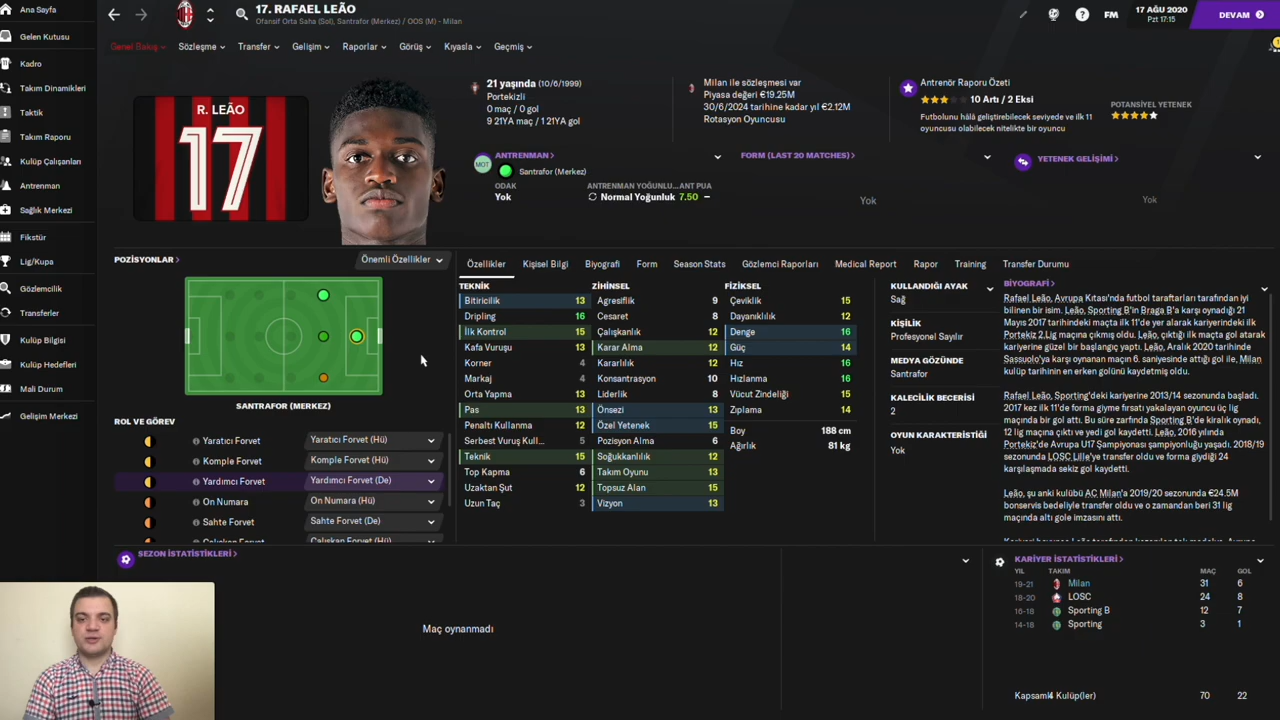 Ana Sayfa
Gelen Kutusu
Kadro
Takım Dinamikleri
Taktik
Takım Raporu
Kulüp Çalışanları
Antrenman
Sağlık Merkezi
Fikstür
Lig/Kupa
Gözlemcilik
Transferler
Kulüp Bilgisi
Kulüp Hedefleri
Mali Durum
Gelişim Merkezi
17. RAFAEL LEÃO
Ofansif Orta Saha (Sol), Santrafor (Merkez) / OOS (M) - Milan
FM
17 AĞU 2020
Pzt 17:15
DEVAM
Genel Bakış
Sözleşme
Transfer
Gelişim
Raporlar
Görüş
Kıyasla
Geçmiş
R. LEÃO
17
21 yaşında (10/6/1999)
Portekizli
0 maç / 0 gol
9 21YA maç / 1 21YA gol
Milan ile sözleşmesi var
Piyasa değeri €19.25M
30/6/2024 tarihine kadar yıl €2.12M
Rotasyon Oyuncusu
Antrenör Raporu Özeti
10 Artı / 2 Eksi
Futbolunu hâlâ geliştirebilecek seviyede ve ilk 11
oyuncusu olabilecek nitelikte bir oyuncu
POTANSİYEL YETENEK
MOT
ANTRENMAN
Santrafor (Merkez)
ODAK
Yok
ANTRENMAN YOĞUNLU... ANT PUA
Normal Yoğunluk 7.50
FORM (LAST 20 MATCHES)
Yok
YETENEK GELİŞİMİ
Yok
POZİSYONLAR
Önemli Özellikler
SANTRAFOR (MERKEZ)
ROL VE GÖREV
Yaratıcı Forvet Yaratıcı Forvet (Hü)
Komple Forvet Komple Forvet (Hü)
Yardımcı Forvet Yardımcı Forvet (De)
On Numara On Numara (Hü)
Sahte Forvet Sahte Forvet (De)
Çalışkan Forvet Çalışkan Forvet (Hü)
Özellikler
Kişisel Bilgi
Biyografi
Form
Season Stats
Gözlemci Raporları
Medical Report
Rapor
Training
Transfer Durumu
TEKNİK
Bitiricilik 13
Dripling 16
İlk Kontrol 15
Kafa Vuruşu 13
Korner 4
Markaj 4
Orta Yapma 13
Pas 13
Penaltı Kullanma 12
Serbest Vuruş Kull... 5
Teknik 15
Top Kapma 6
Uzaktan Şut 12
Uzun Taç 3
ZİHİNSEL
Agresiflik 9
Cesaret 8
Çalışkanlık 12
Karar Alma 12
Kararlılık 12
Konsantrasyon 10
Liderlik 8
Önsezi 13
Özel Yetenek 15
Pozisyon Alma 6
Soğukkanlılık 12
Takım Oyunu 13
Topsuz Alan 15
Vizyon 13
FİZİKSEL
Çeviklik 15
Dayanıklılık 12
Denge 16
Güç 14
Hız 16
Hızlanma 16
Vücut Zindeliği 15
Zıplama 14
Boy 188 cm
Ağırlık 81 kg
KULLANDIĞI AYAK
Sağ
KİŞİLİK
Profesyonel Sayılır
MEDYA GÖZÜNDE
Santrafor
KALECİLİK BECERİSİ
2
OYUN KARAKTERİSTİĞİ
Yok
BİYOGRAFİ
Rafael Leão, Avrupa Kıtası'nda futbol taraftarları tarafından iyi
bilinen bir isim. Leão, Sporting B'in Braga B'a karşı oynadığı 21
Mayıs 2017 tarihindeki maçta ilk 11'de yer alarak kariyerindeki ilk
Portekiz 2.Lig maçına çıkmış oldu. Bu, ilk maçta gol atarak
kariyerine güzel bir başlangıç yaptı. Leão, Aralık 2020 tarihinde
Sassuolo'ya karşı oynanan maçın 6. saniyesinde attığı gol ile, Milan
kulüp tarihinin en erken golünü kaydetmiş oldu.
Rafael Leão, Sporting'deki kariyerine 2013/14 sezonunda başladı.
2017 kez ilk 11'de forma giyme fırsatı yakalayan oyuncu üç lig
maçında bir gol attı. Bu süre zarfında Sporting B'de kiralık oynadı,
12 lig maçına çıktı ve yedi gol kaydetti. Leão, 2016 yılında
Portekiz'de Avrupa U17 Şampiyonası şampiyonluğu yaşadı. 2018/19
sezonunda LOSC Lille'ye transfer oldu ve forma giydiği 24
karşılaşmada sekiz gol kaydetti.
Leão, şu anki kulübü AC Milan'a 2019/20 sezonunda €24.5M
bonservis bedeliyle transfer oldu ve o zamandan beri 31 lig
maçında altı gole imzasını attı.
SEZON İSTATİSTİKLERİ
Maç oynanmadı
KARİYER İSTATİSTİKLERİ
YIL TAKIM MAÇ GOL
19-21 Milan 31 6
18-20 LOSC 24 8
16-18 Sporting B 12 7
14-18 Sporting 3 1
Kapsamlı 4 Kulüp(ler) 70 22